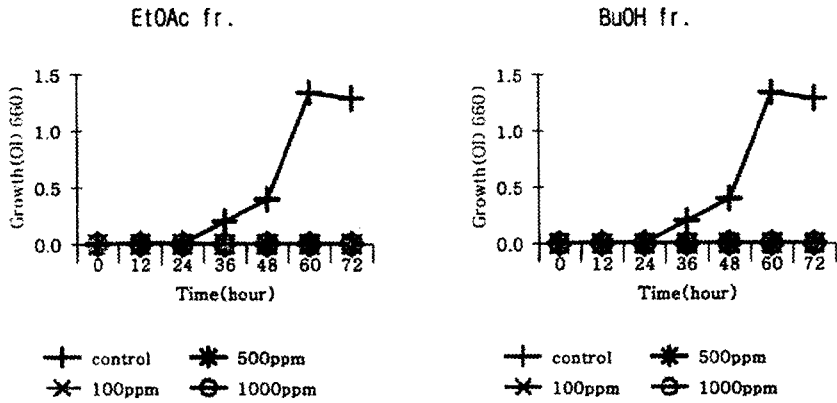 EtOAc fr.
1.5
1.0
0.5
0.0
Growth(OD 660)
0 12 24 36 48 60 72
Time(hour)
control 500ppm
100ppm 1000ppm
BuOH fr.
1.5
1.0
0.5
0.0
Growth(OD 660)
0 12 24 36 48 60 72
Time(hour)
control 500ppm
100ppm 1000ppm